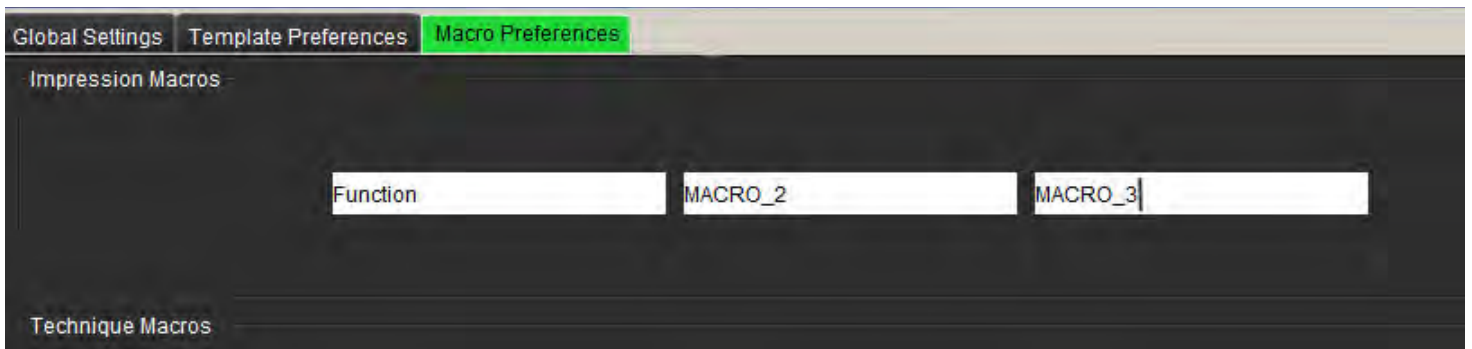 Global Settings Template Preferences Macro Preferences
Impression Macros
Function MACRO_2 MACRO_3
Technique Macros